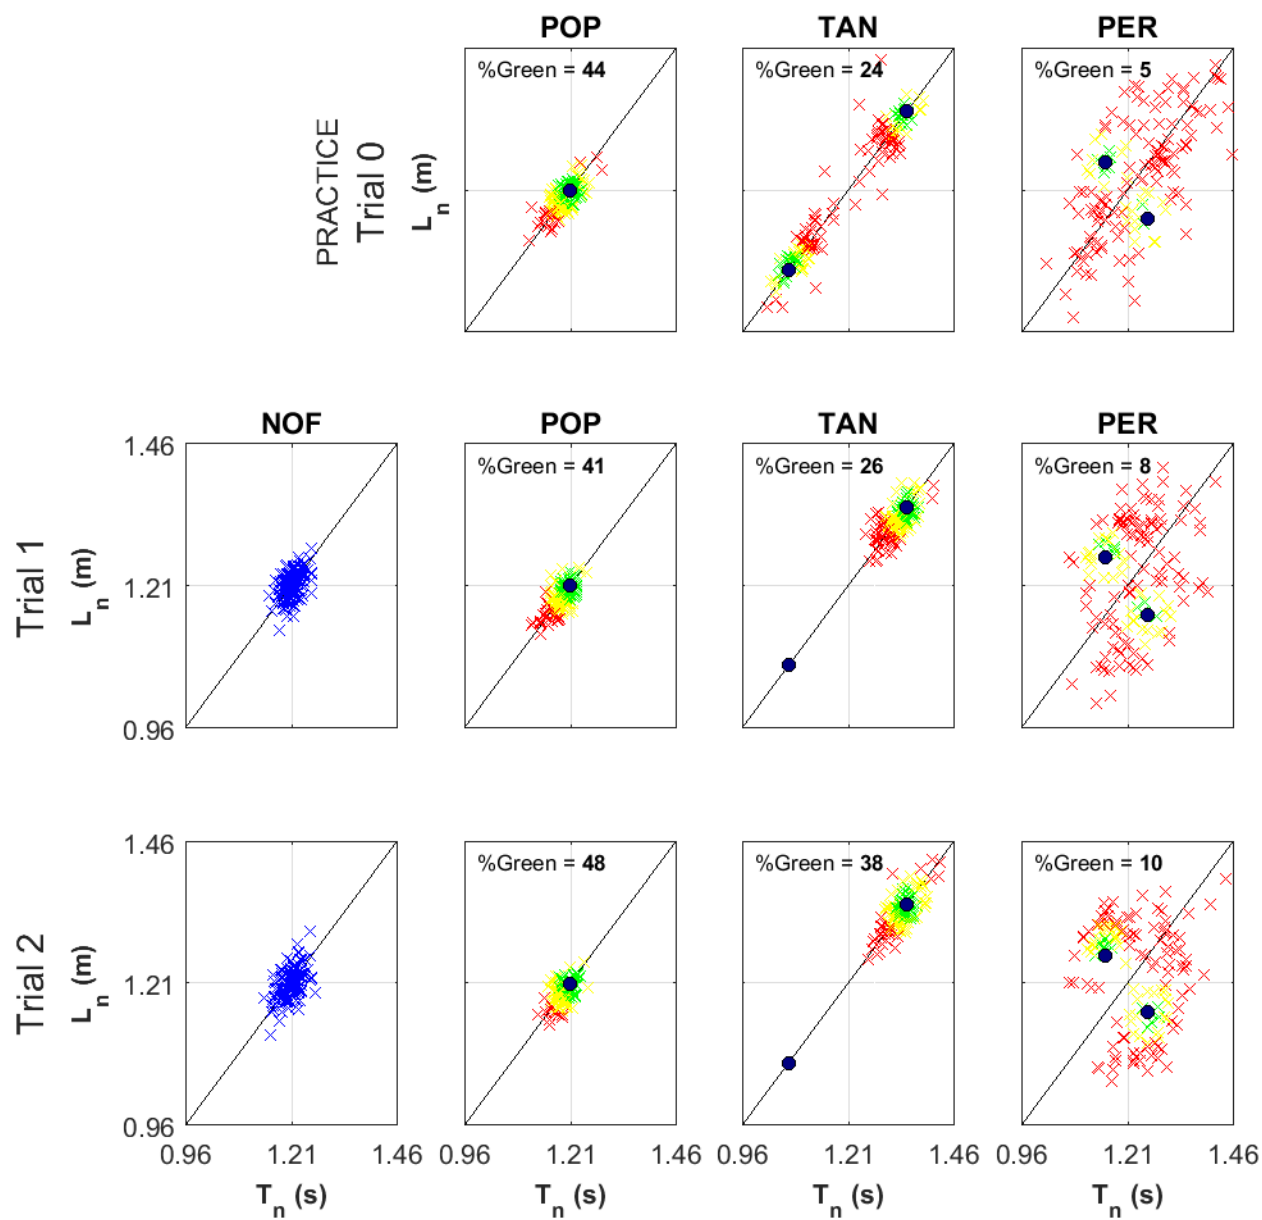 POP TAN PER
PRACTICE
Trial 0
L_n (m)
%Green = 44
%Green = 24
%Green = 5
NOF POP TAN PER
Trial 1
L_n (m)
1.46
1.21
0.96
%Green = 41
%Green = 26
%Green = 8
Trial 2
L_n (m)
1.46
1.21
0.96
%Green = 48
%Green = 38
%Green = 10
0.96 1.21 1.46 0.96 1.21 1.46 0.96 1.21 1.46 0.96 1.21 1.46
T_n (s) T_n (s) T_n (s) T_n (s)